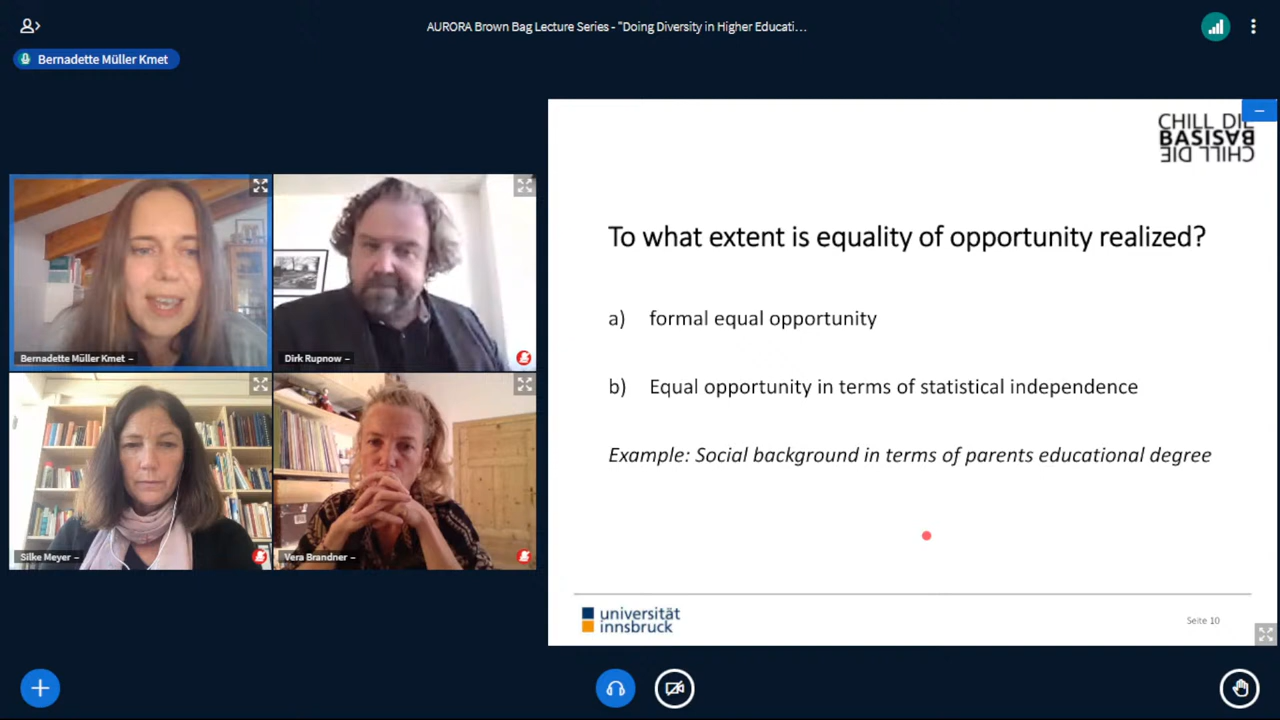 AURORA Brown Bag Lecture Series - "Doing Diversity in Higher Educati...
Bernadette Müller Kmet
Bernadette Müller Kmet –
Dirk Rupnow –
Silke Meyer –
Vera Brandner –
CHILL DIE
BASIS
CHILL DIE
To what extent is equality of opportunity realized?
a) formal equal opportunity
b) Equal opportunity in terms of statistical independence
Example: Social background in terms of parents educational degree
universität
innsbruck
Seite 10